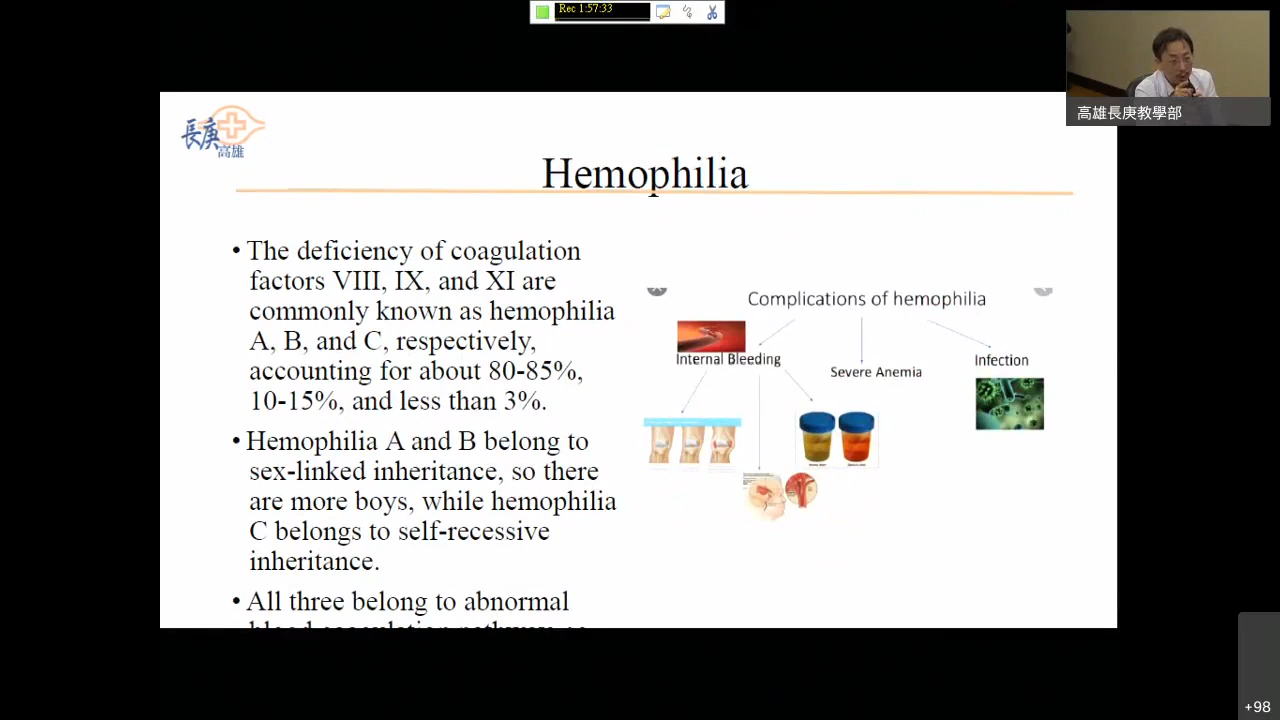 Rec 1:57:33
高雄長庚教學部
長庚
高雄
Hemophilia
• The deficiency of coagulation
factors VIII, IX, and XI are
commonly known as hemophilia
A, B, and C, respectively,
accounting for about 80-85%,
10-15%, and less than 3%.
• Hemophilia A and B belong to
sex-linked inheritance, so there
are more boys, while hemophilia
C belongs to self-recessive
inheritance.
• All three belong to abnormal
Complications of hemophilia
Internal Bleeding
Severe Anemia
Infection
+98